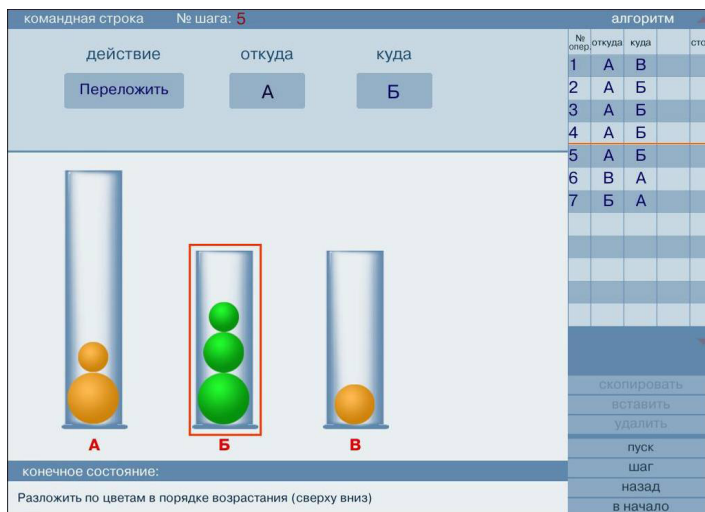 командная строка № шага: 5 алгоритм
действие откуда куда
Переложить А Б
№ опер. откуда куда
1 А В
2 А Б
3 А Б
4 А Б
5 А Б
6 В А
7 Б А
А Б В
скопировать
вставить
удалить
пуск
шаг
назад
в начало
конечное состояние:
Разложить по цветам в порядке возрастания (сверху вниз)